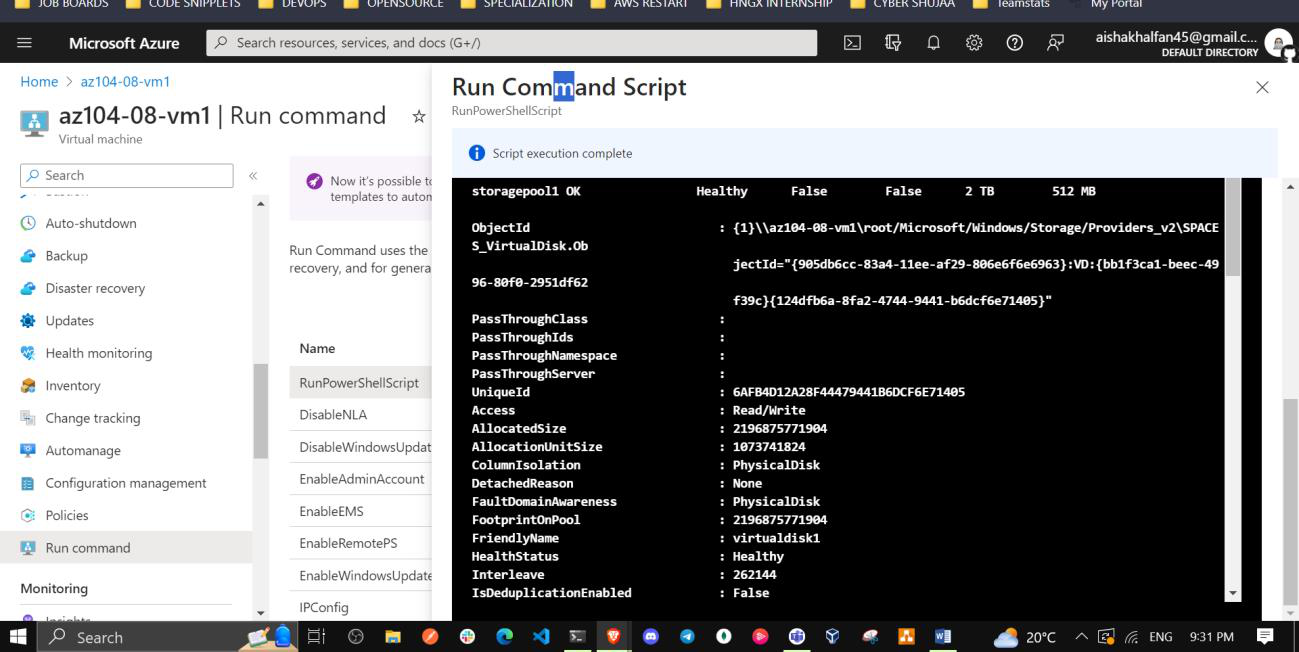 JOB BOARDS CODE SNIPPLETS DEVOPS OPENSOURCE SPECIALIZATION AWS RESTART HNGX INTERNSHIP CYBER SHUJAA Teamstats My Portal
Microsoft Azure
Search resources, services, and docs (G+/)
aishakhalfan45@gmail.c...
DEFAULT DIRECTORY
Home > az104-08-vm1
az104-08-vm1 | Run command
Virtual machine
Search
«
Auto-shutdown
Backup
Disaster recovery
Updates
Health monitoring
Inventory
Change tracking
Automanage
Configuration management
Policies
Run command
Monitoring
Insights
Now it's possible to
templates to autom
Run Command uses the
recovery, and for genera
Name
RunPowerShellScript
DisableNLA
DisableWindowsUpdat
EnableAdminAccount
EnableEMS
EnableRemotePS
EnableWindowsUpdate
IPConfig
Run Command Script
RunPowerShellScript
Script execution complete
storagepool1 OK Healthy False False 2 TB 512 MB
ObjectId : {1}\\az104-08-vm1\root/Microsoft/Windows/Storage/Providers_v2\SPACE
S_VirtualDisk.Ob
jectId="{905db6cc-83a4-11ee-af29-806e6f6e6963}:VD:{bb1f3ca1-beec-49
96-80f0-2951df62
f39c}{124dfb6a-8fa2-4744-9441-b6dcf6e71405}"
PassThroughClass :
PassThroughIds :
PassThroughNamespace :
PassThroughServer :
UniqueId : 6AFB4D12A28F44479441B6DCF6E71405
Access : Read/Write
AllocatedSize : 2196875771904
AllocationUnitSize : 1073741824
ColumnIsolation : PhysicalDisk
DetachedReason : None
FaultDomainAwareness : PhysicalDisk
FootprintOnPool : 2196875771904
FriendlyName : virtualdisk1
HealthStatus : Healthy
Interleave : 262144
IsDeduplicationEnabled : False
Search
20°C
ENG
9:31 PM